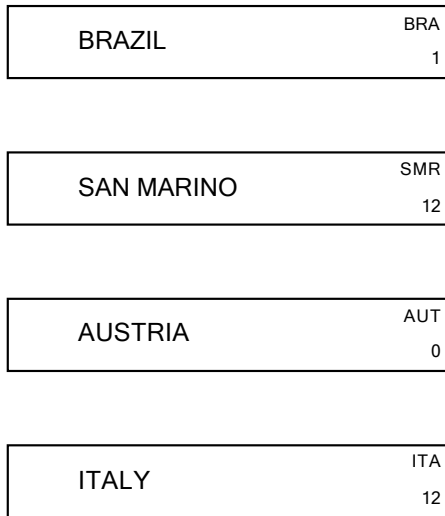 BRAZIL BRA
1
SAN MARINO SMR
12
AUSTRIA AUT
0
ITALY ITA
12